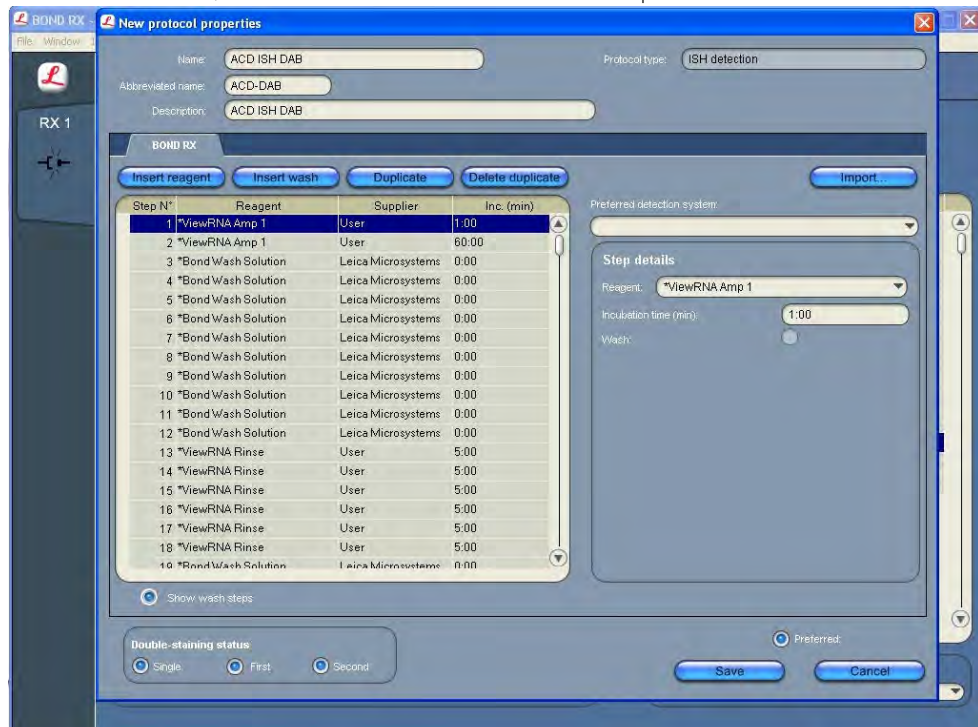 BOND RX
New protocol properties
File Window
RX 1
Name: ACD ISH DAB
Protocol type: ISH detection
Abbreviated name: ACD-DAB
Description: ACD ISH DAB
BOND RX
Insert reagent Insert wash Duplicate Delete duplicate Import...
Step N° Reagent Supplier Inc. (min)
1 *ViewRNA Amp 1 User 1:00
2 *ViewRNA Amp 1 User 60:00
3 *Bond Wash Solution Leica Microsystems 0:00
4 *Bond Wash Solution Leica Microsystems 0:00
5 *Bond Wash Solution Leica Microsystems 0:00
6 *Bond Wash Solution Leica Microsystems 0:00
7 *Bond Wash Solution Leica Microsystems 0:00
8 *Bond Wash Solution Leica Microsystems 0:00
9 *Bond Wash Solution Leica Microsystems 0:00
10 *Bond Wash Solution Leica Microsystems 0:00
11 *Bond Wash Solution Leica Microsystems 0:00
12 *Bond Wash Solution Leica Microsystems 0:00
13 *ViewRNA Rinse User 5:00
14 *ViewRNA Rinse User 5:00
15 *ViewRNA Rinse User 5:00
16 *ViewRNA Rinse User 5:00
17 *ViewRNA Rinse User 5:00
18 *ViewRNA Rinse User 5:00
19 *Bond Wash Solution Leica Microsystems 0:00
Preferred detection system:
Step details
Reagent: *ViewRNA Amp 1
Incubation time (min): 1:00
Wash:
Show wash steps
Double-staining status
Single First Second
Preferred:
Save Cancel